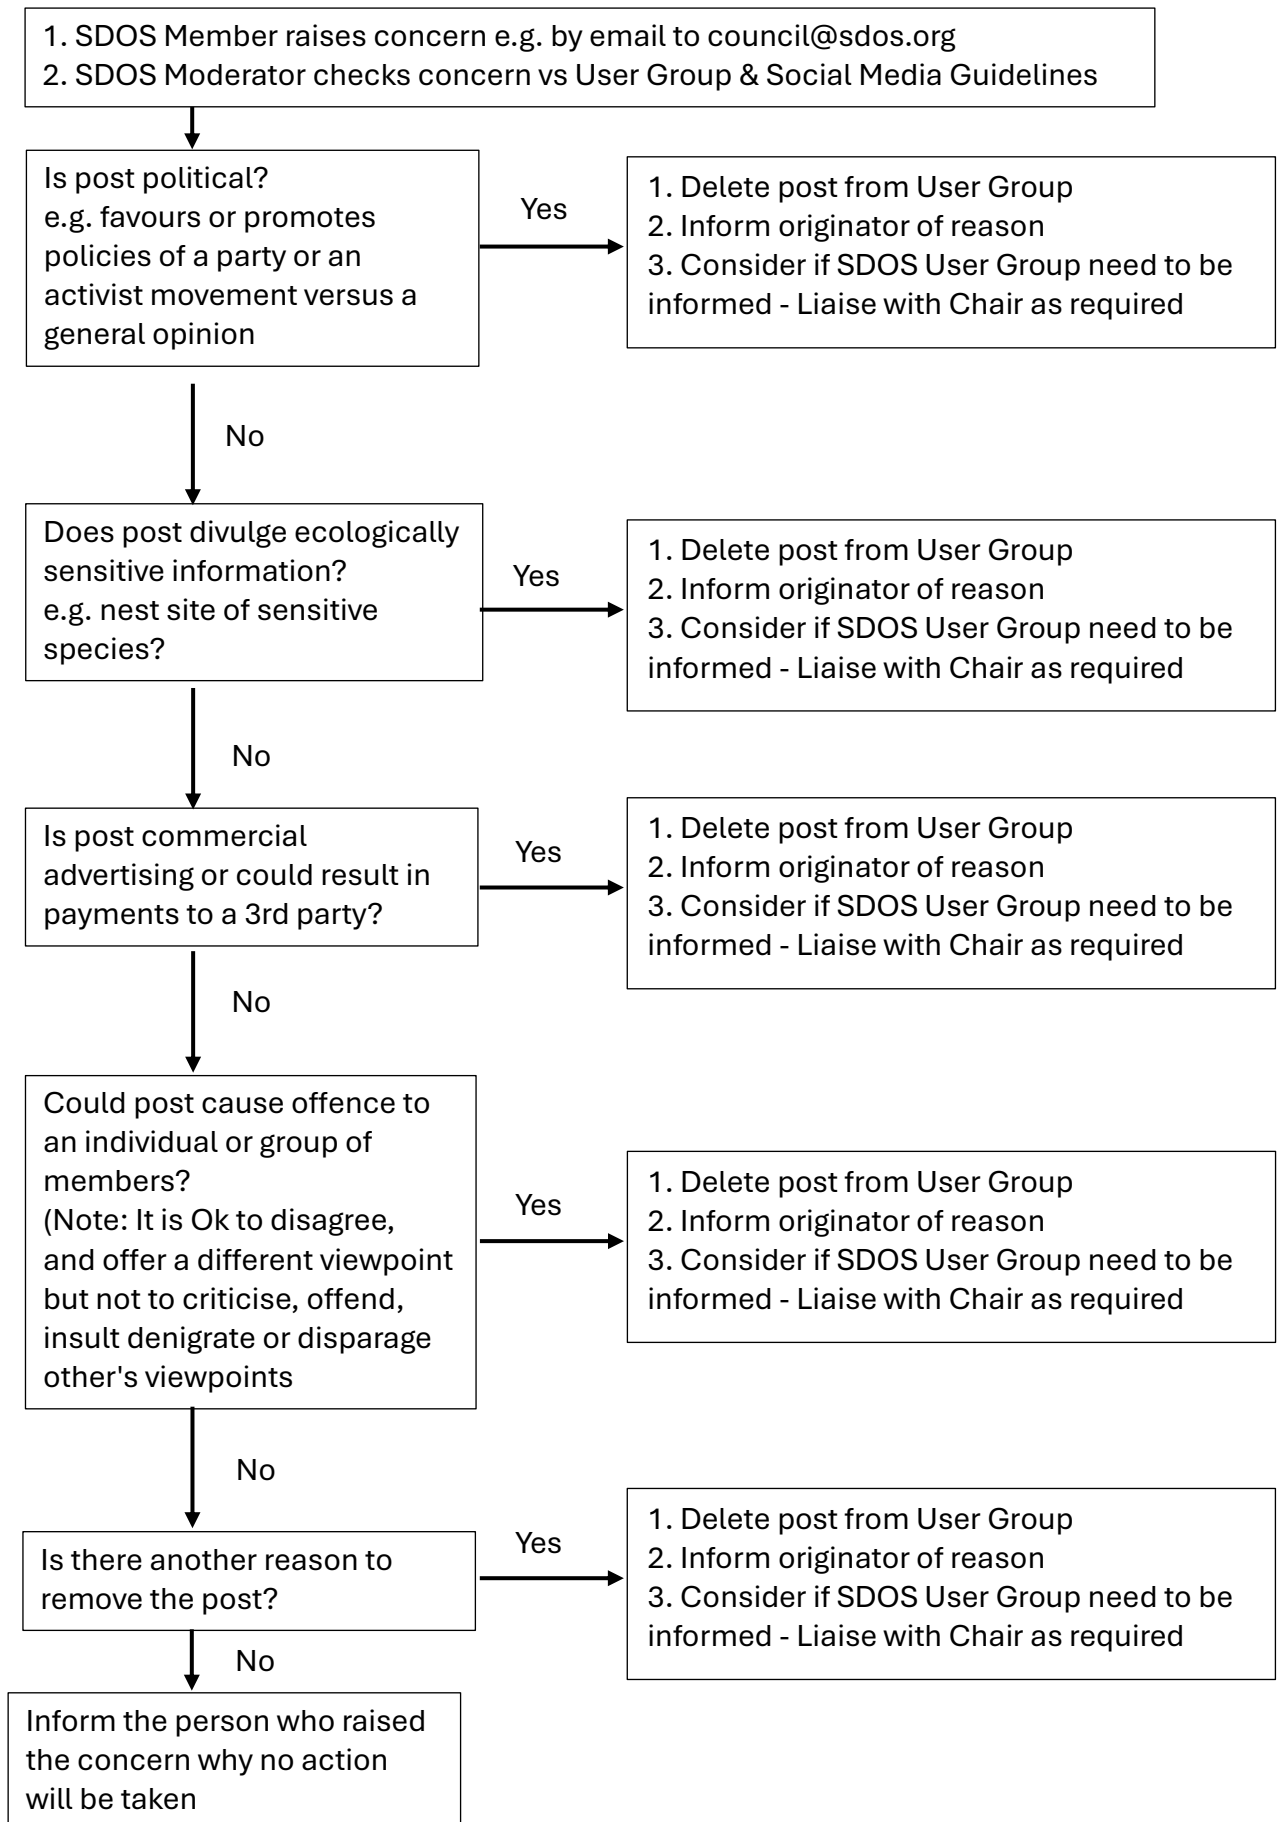 1. SDOS Member raises concern e.g. by email to council@sdos.org
2. SDOS Moderator checks concern vs User Group & Social Media Guidelines
Is post political?
e.g. favours or promotes
policies of a party or an
activist movement versus a
general opinion
Yes
1. Delete post from User Group
2. Inform originator of reason
3. Consider if SDOS User Group need to be
informed - Liaise with Chair as required
No
Does post divulge ecologically
sensitive information?
e.g. nest site of sensitive
species?
Yes
1. Delete post from User Group
2. Inform originator of reason
3. Consider if SDOS User Group need to be
informed - Liaise with Chair as required
No
Is post commercial
advertising or could result in
payments to a 3rd party?
Yes
1. Delete post from User Group
2. Inform originator of reason
3. Consider if SDOS User Group need to be
informed - Liaise with Chair as required
No
Could post cause offence to
an individual or group of
members?
(Note: It is Ok to disagree,
and offer a different viewpoint
but not to criticise, offend,
insult denigrate or disparage
other's viewpoints
Yes
1. Delete post from User Group
2. Inform originator of reason
3. Consider if SDOS User Group need to be
informed - Liaise with Chair as required
No
Is there another reason to
remove the post?
Yes
1. Delete post from User Group
2. Inform originator of reason
3. Consider if SDOS User Group need to be
informed - Liaise with Chair as required
No
Inform the person who raised
the concern why no action
will be taken